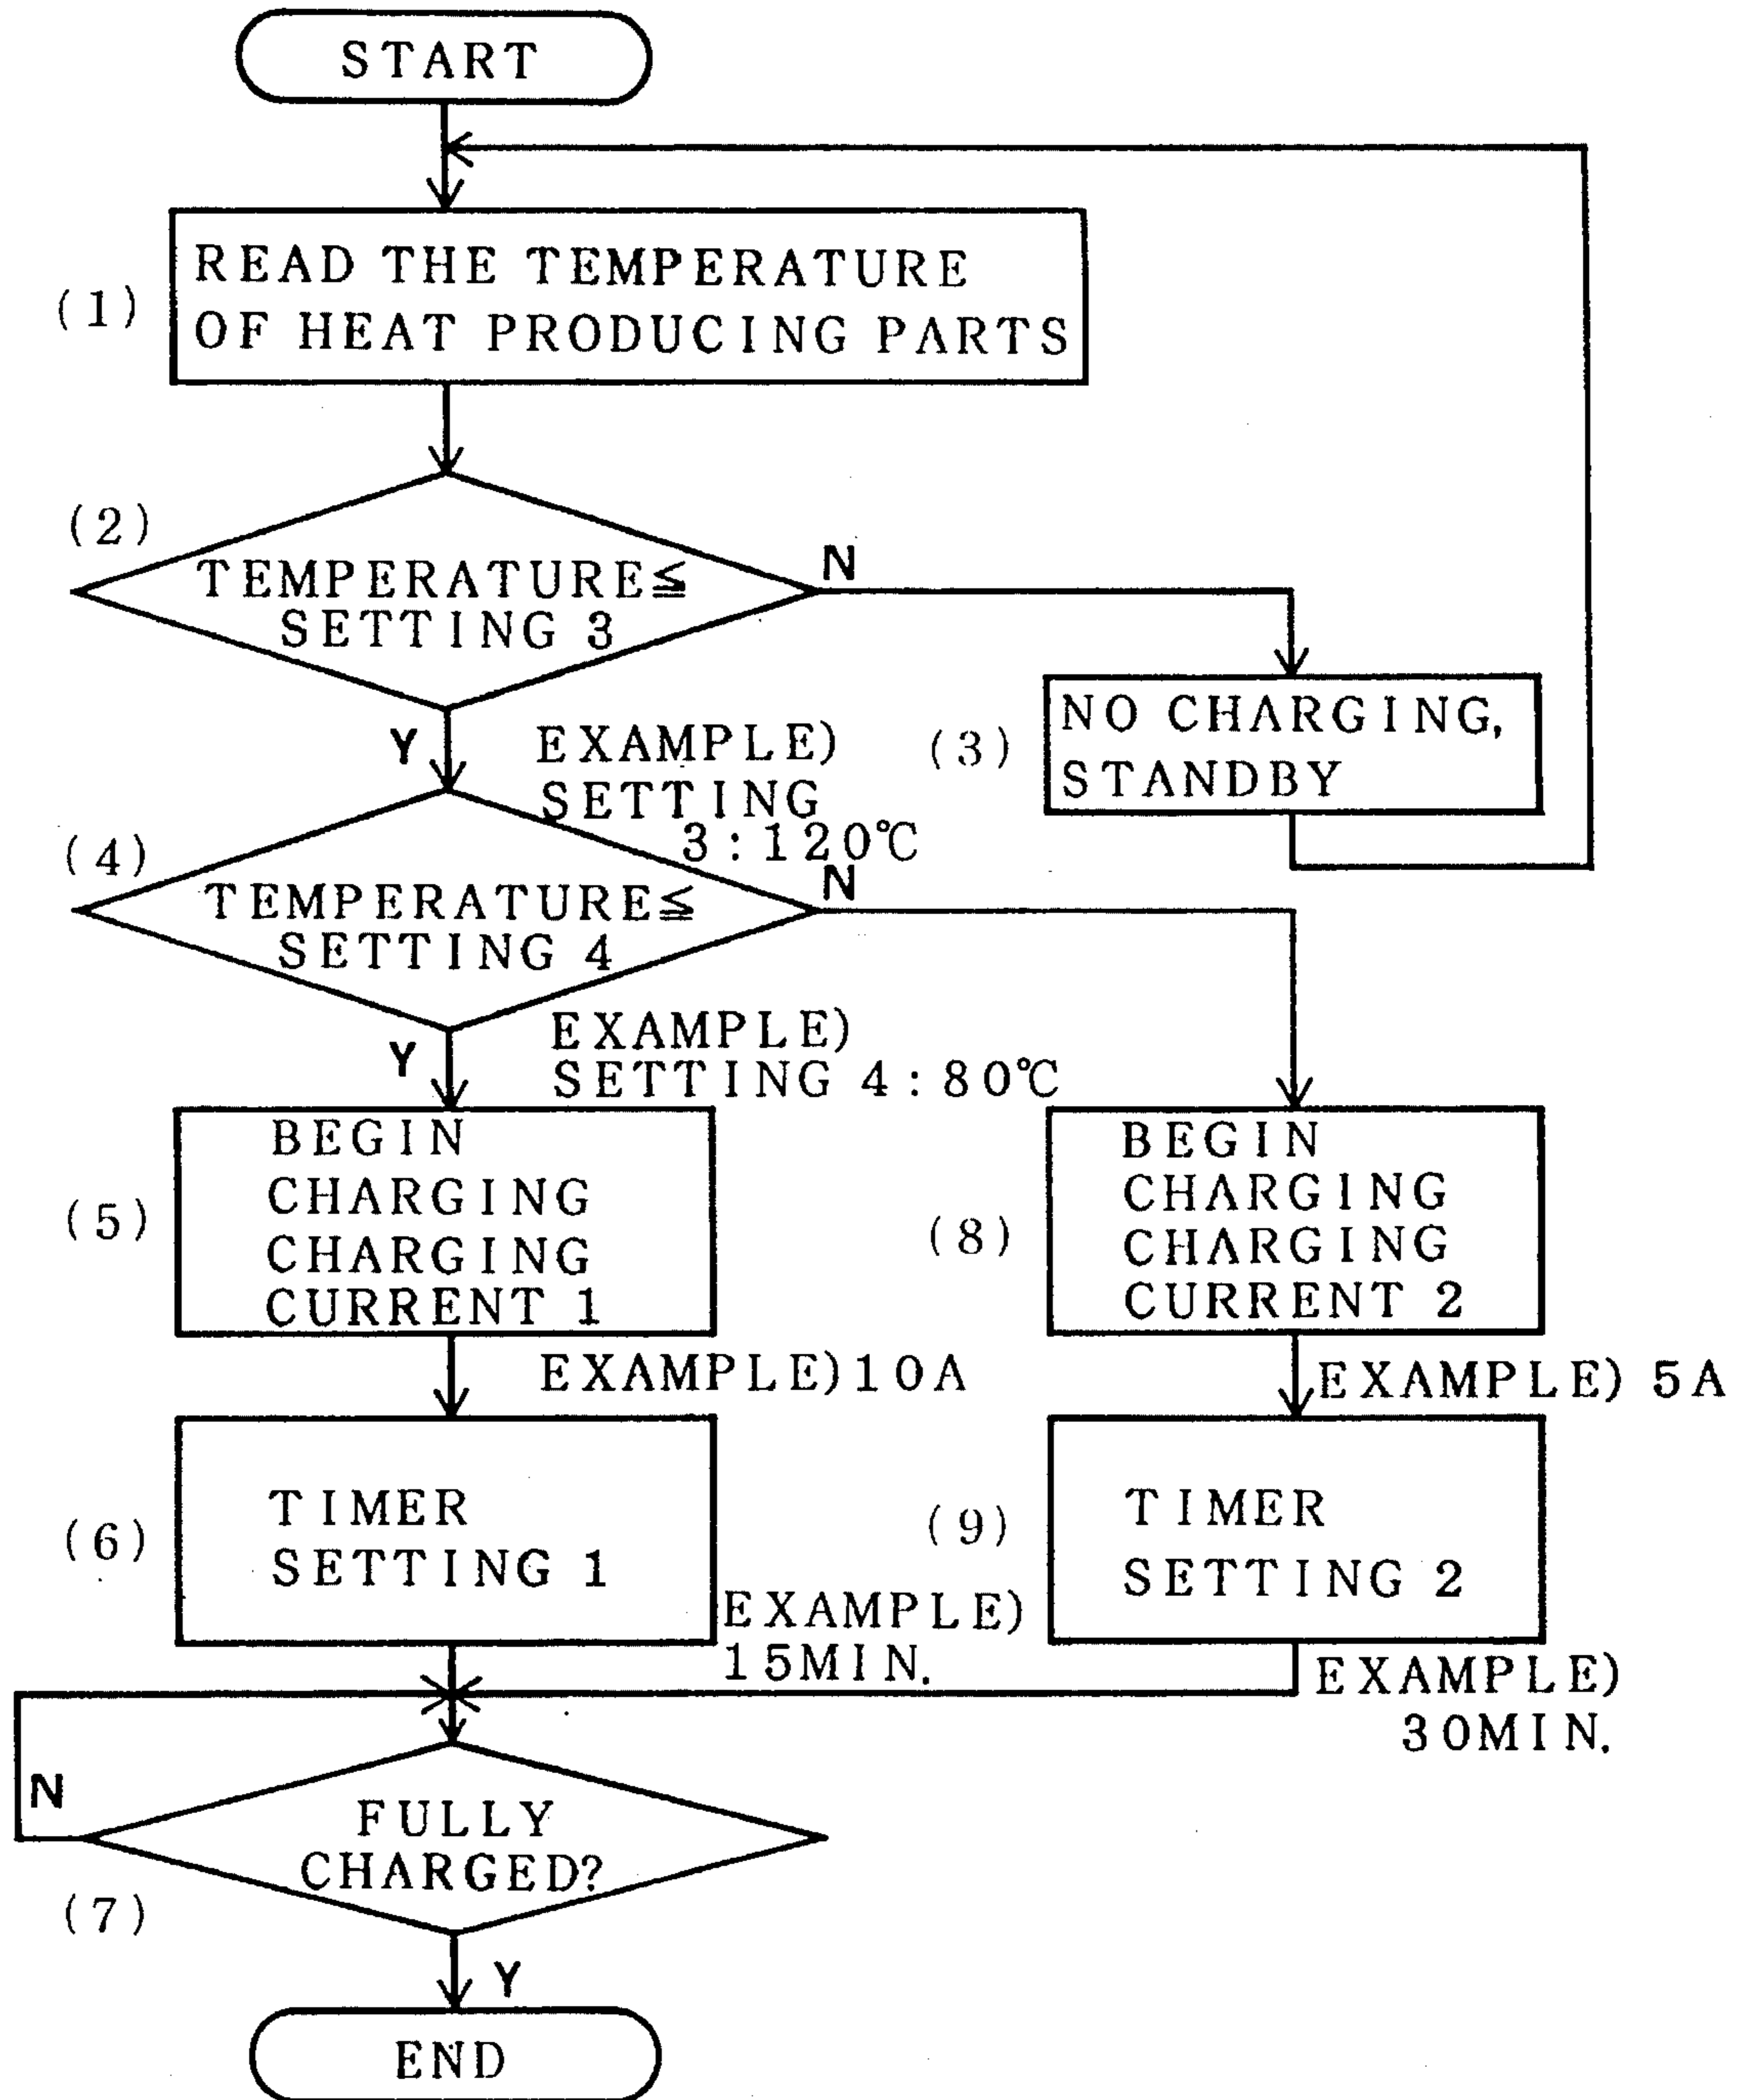 START
READ THE TEMPERATURE
OF HEAT PRODUCING PARTS
(1)
(2)
TEMPERATURE≦
SETTING 3
N
Y
EXAMPLE)
SETTING
3:120℃
(3)
NO CHARGING,
STANDBY
(4)
TEMPERATURE≦
SETTING 4
N
Y
EXAMPLE)
SETTING 4:80℃
(5)
BEGIN
CHARGING
CHARGING
CURRENT 1
(8)
BEGIN
CHARGING
CHARGING
CURRENT 2
EXAMPLE)10A
EXAMPLE) 5A
(6)
TIMER
SETTING 1
EXAMPLE)
15MIN.
(9)
TIMER
SETTING 2
EXAMPLE)
30MIN.
N
FULLY
CHARGED?
(7)
Y
END